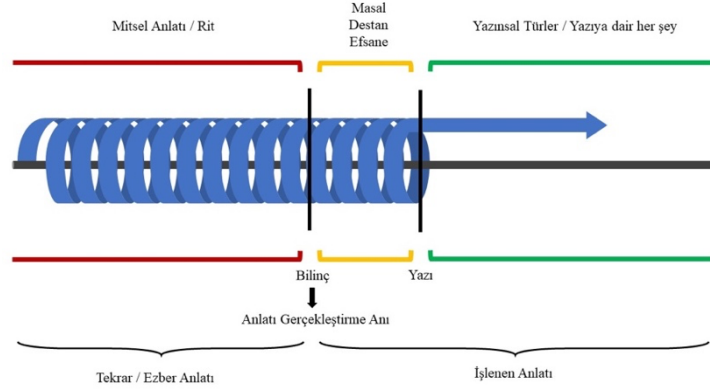 Mitsel Anlatı / Rit
Masal
Destan
Efsane
Yazınsal Türler / Yazıya dair her şey
Bilinç
Yazı
Anlatı Gerçekleştirme Anı
Tekrar / Ezber Anlatı
İşlenen Anlatı